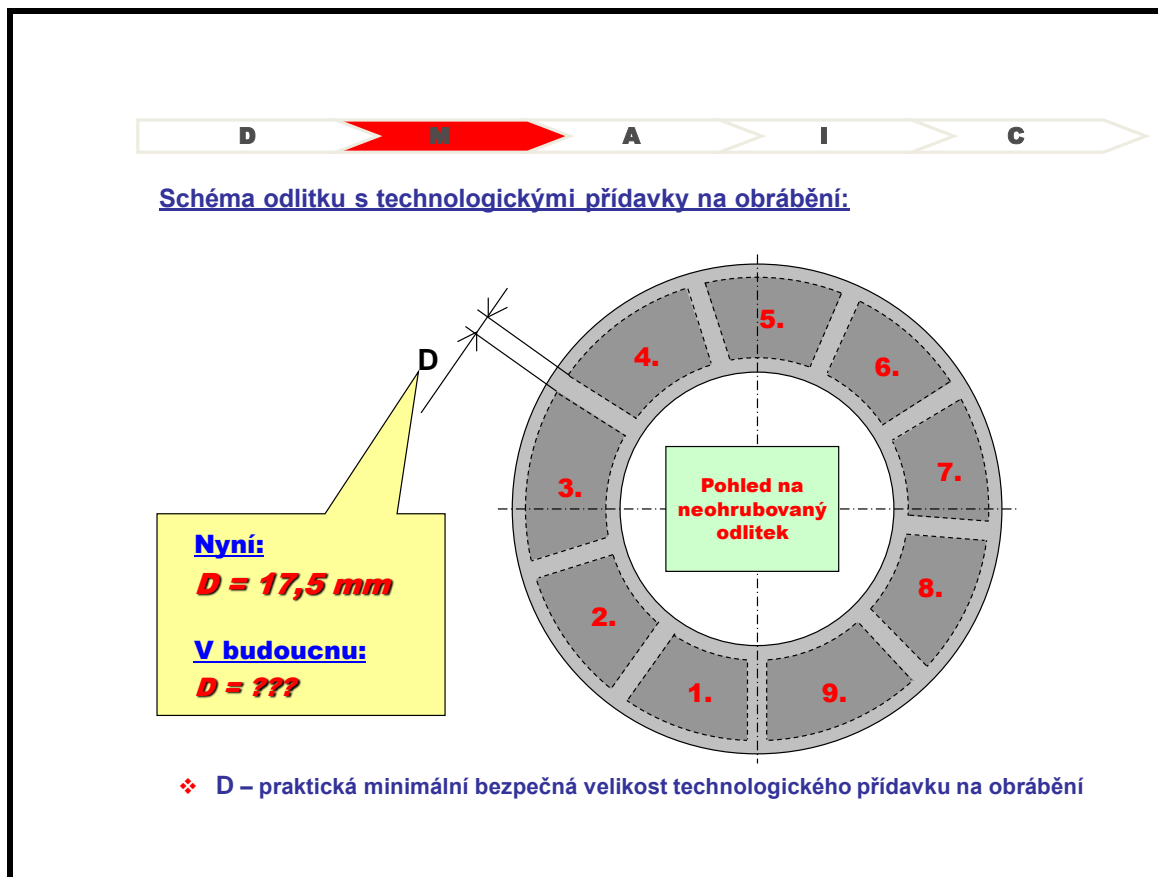 D M A I C
Schéma odlitku s technologickými přídavky na obrábění:
5.
4.
6.
D
7.
3.
Pohled na
neohrubovaný
odlitek
Nyní:
D = 17,5 mm
8.
2.
V budoucnu:
D = ???
1.
9.
D – praktická minimální bezpečná velikost technologického přídavku na obrábění